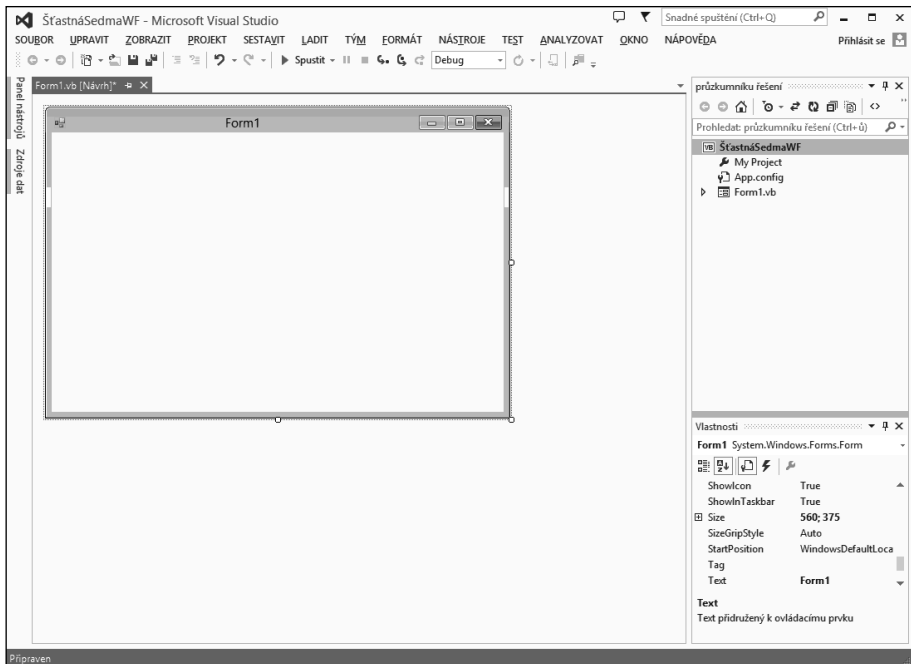 ŠťastnáSedmaWF - Microsoft Visual Studio
Snadné spuštění (Ctrl+Q)
SOUBOR UPRAVIT ZOBRAZIT PROJEKT SESTAVIT LADIT TÝM FORMÁT NÁSTROJE TEST ANALYZOVAT OKNO NÁPOVĚDA
Přihlásit se
Spustit
Debug
Panel nástrojů
Zdroje dat
Form1.vb [Návrh]*
Form1
průzkumníku řešení
Prohledat: průzkumníku řešení (Ctrl+ů)
VB ŠťastnáSedmaWF
My Project
App.config
Form1.vb
Vlastnosti
Form1 System.Windows.Forms.Form
ShowIcon True
ShowInTaskbar True
Size 560; 375
SizeGripStyle Auto
StartPosition WindowsDefaultLoca
Tag
Text Form1
Text
Text přidružený k ovládacímu prvku
Připraven